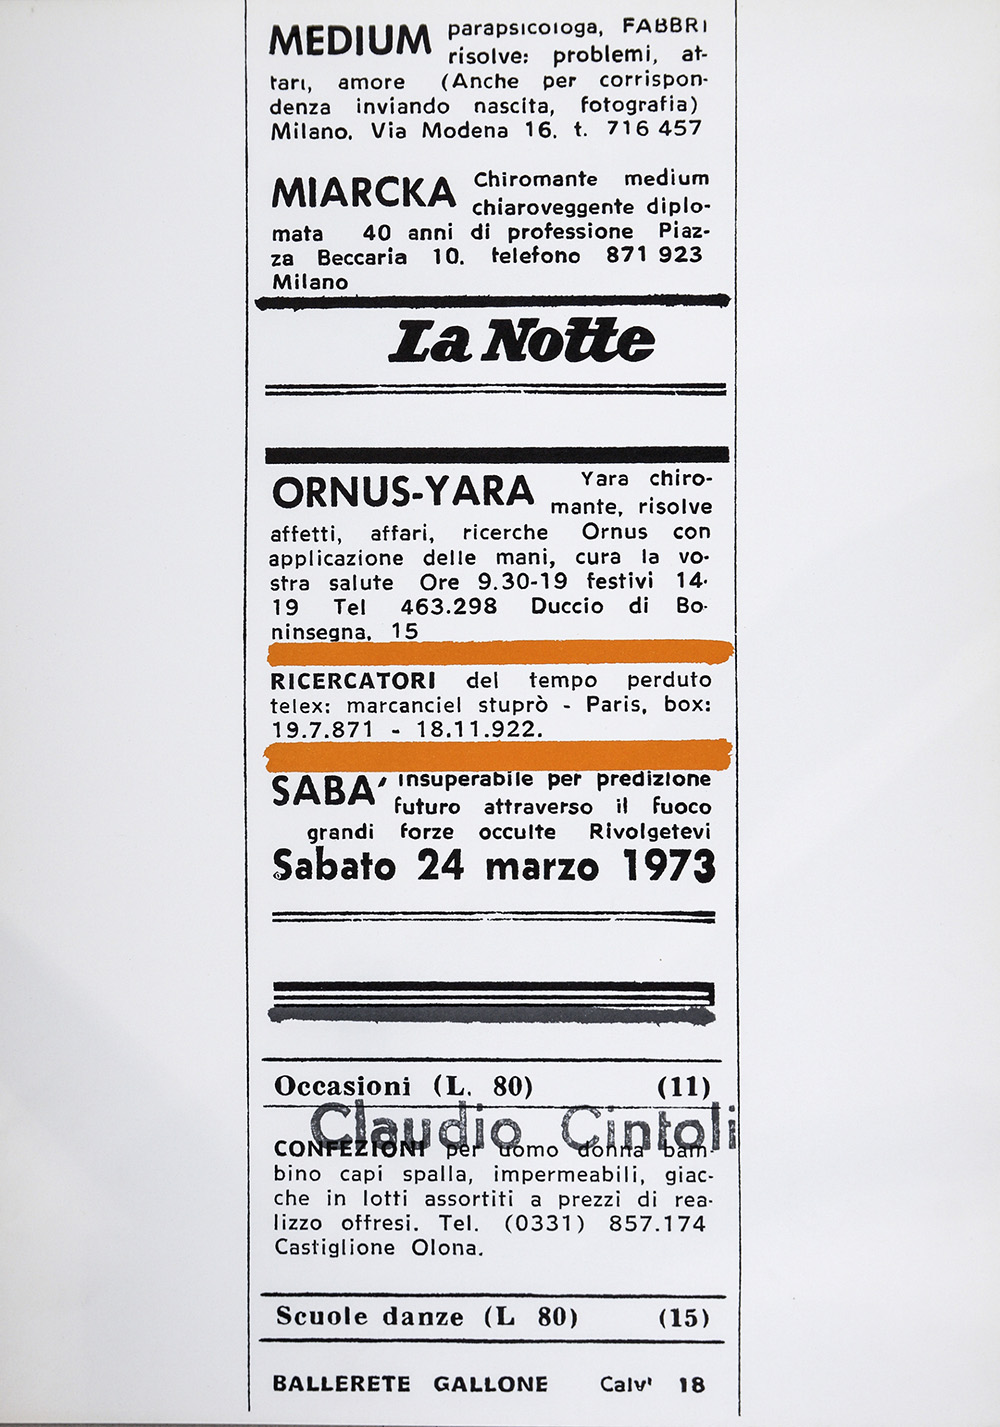 MEDIUM parapsicologa, FABBRI
risolve: problemi, af-
fari, amore (Anche per corrispon-
denza inviando nascita, fotografia)
Milano. Via Modena 16. t. 716 457
MIARCKA Chiromante medium
chiaroveggente diplo-
mata 40 anni di professione Piaz-
za Beccaria 10. telefono 871 923
Milano
La Notte
ORNUS-YARA Yara chiro-
mante, risolve
affetti, affari, ricerche Ornus con
applicazione delle mani, cura la vo-
stra salute Ore 9.30-19 festivi 14-
19 Tel 463.298 Duccio di Bo-
ninsegna, 15
RICERCATORI del tempo perduto
telex: marcanciel stuprò - Paris, box:
19.7.871 - 18.11.922.
SABA' insuperabile per predizione
futuro attraverso il fuoco
grandi forze occulte Rivolgetevi
Sabato 24 marzo 1973
Occasioni (L. 80) (11)
Claudio Cintoli
CONFEZIONI per uomo donna bam-
bino capi spalla, impermeabili, giac-
che in lotti assortiti a prezzi di rea-
lizzo offresi. Tel. (0331) 857.174
Castiglione Olona.
Scuole danze (L 80) (15)
BALLERETE GALLONE Calv' 18